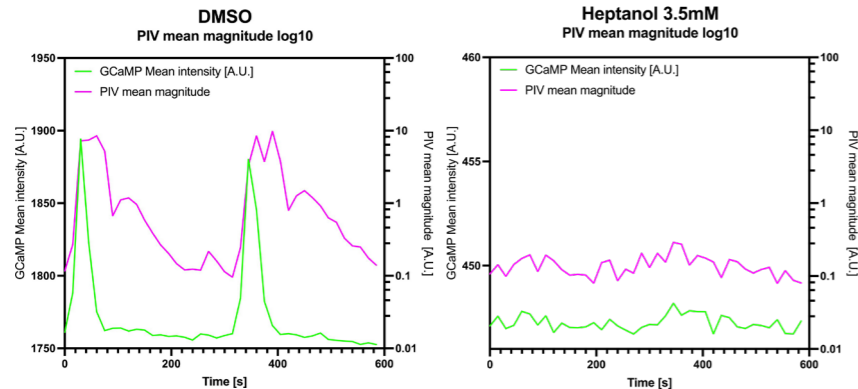 DMSO
PIV mean magnitude log10
GCaMP Mean intensity [A.U.]
PIV mean magnitude
1950
1900
1850
1800
1750
GCaMP Mean intensity [A.U.]
100
10
1
0.1
0.01
PIV mean magnitude [A.U.]
0
200
400
600
Time [s]
Heptanol 3.5mM
PIV mean magnitude log10
GCaMP Mean intensity [A.U.]
PIV mean magnitude
460
455
450
GCaMP Mean intensity [A.U.]
100
10
1
0.1
0.01
PIV mean magnitude [A.U.]
0
200
400
600
Time [s]